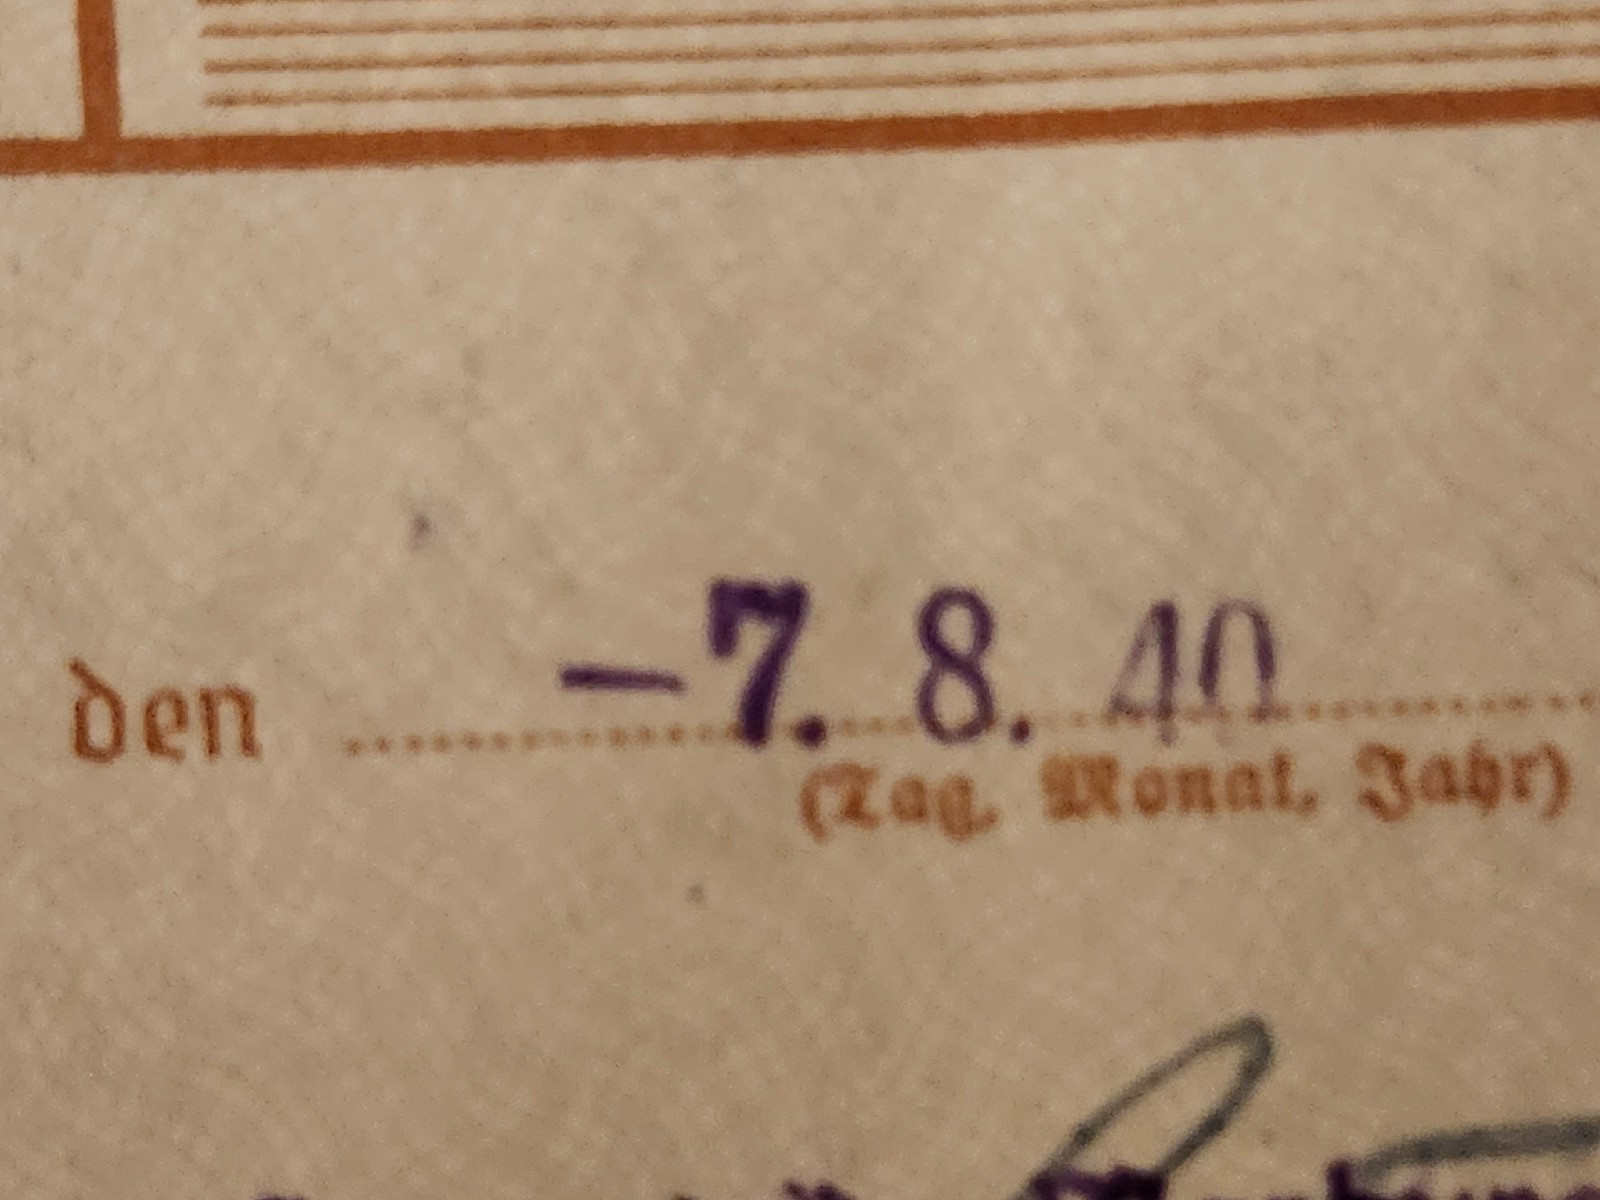 den -7. 8. 40
(Tag, Monat, Jahr)